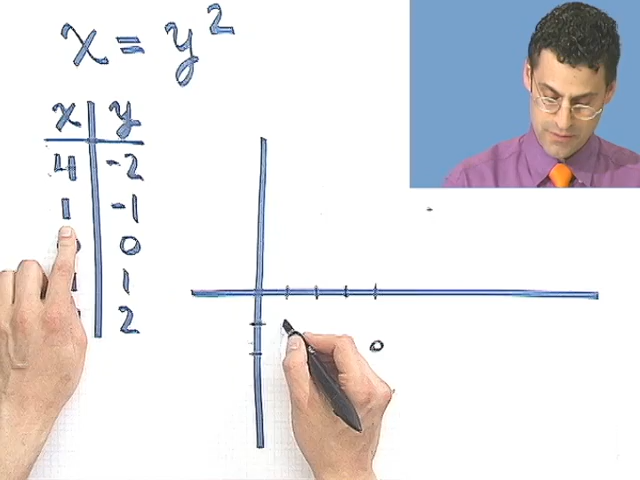 x = y²
x y
4 -2
1 -1
0
1
2